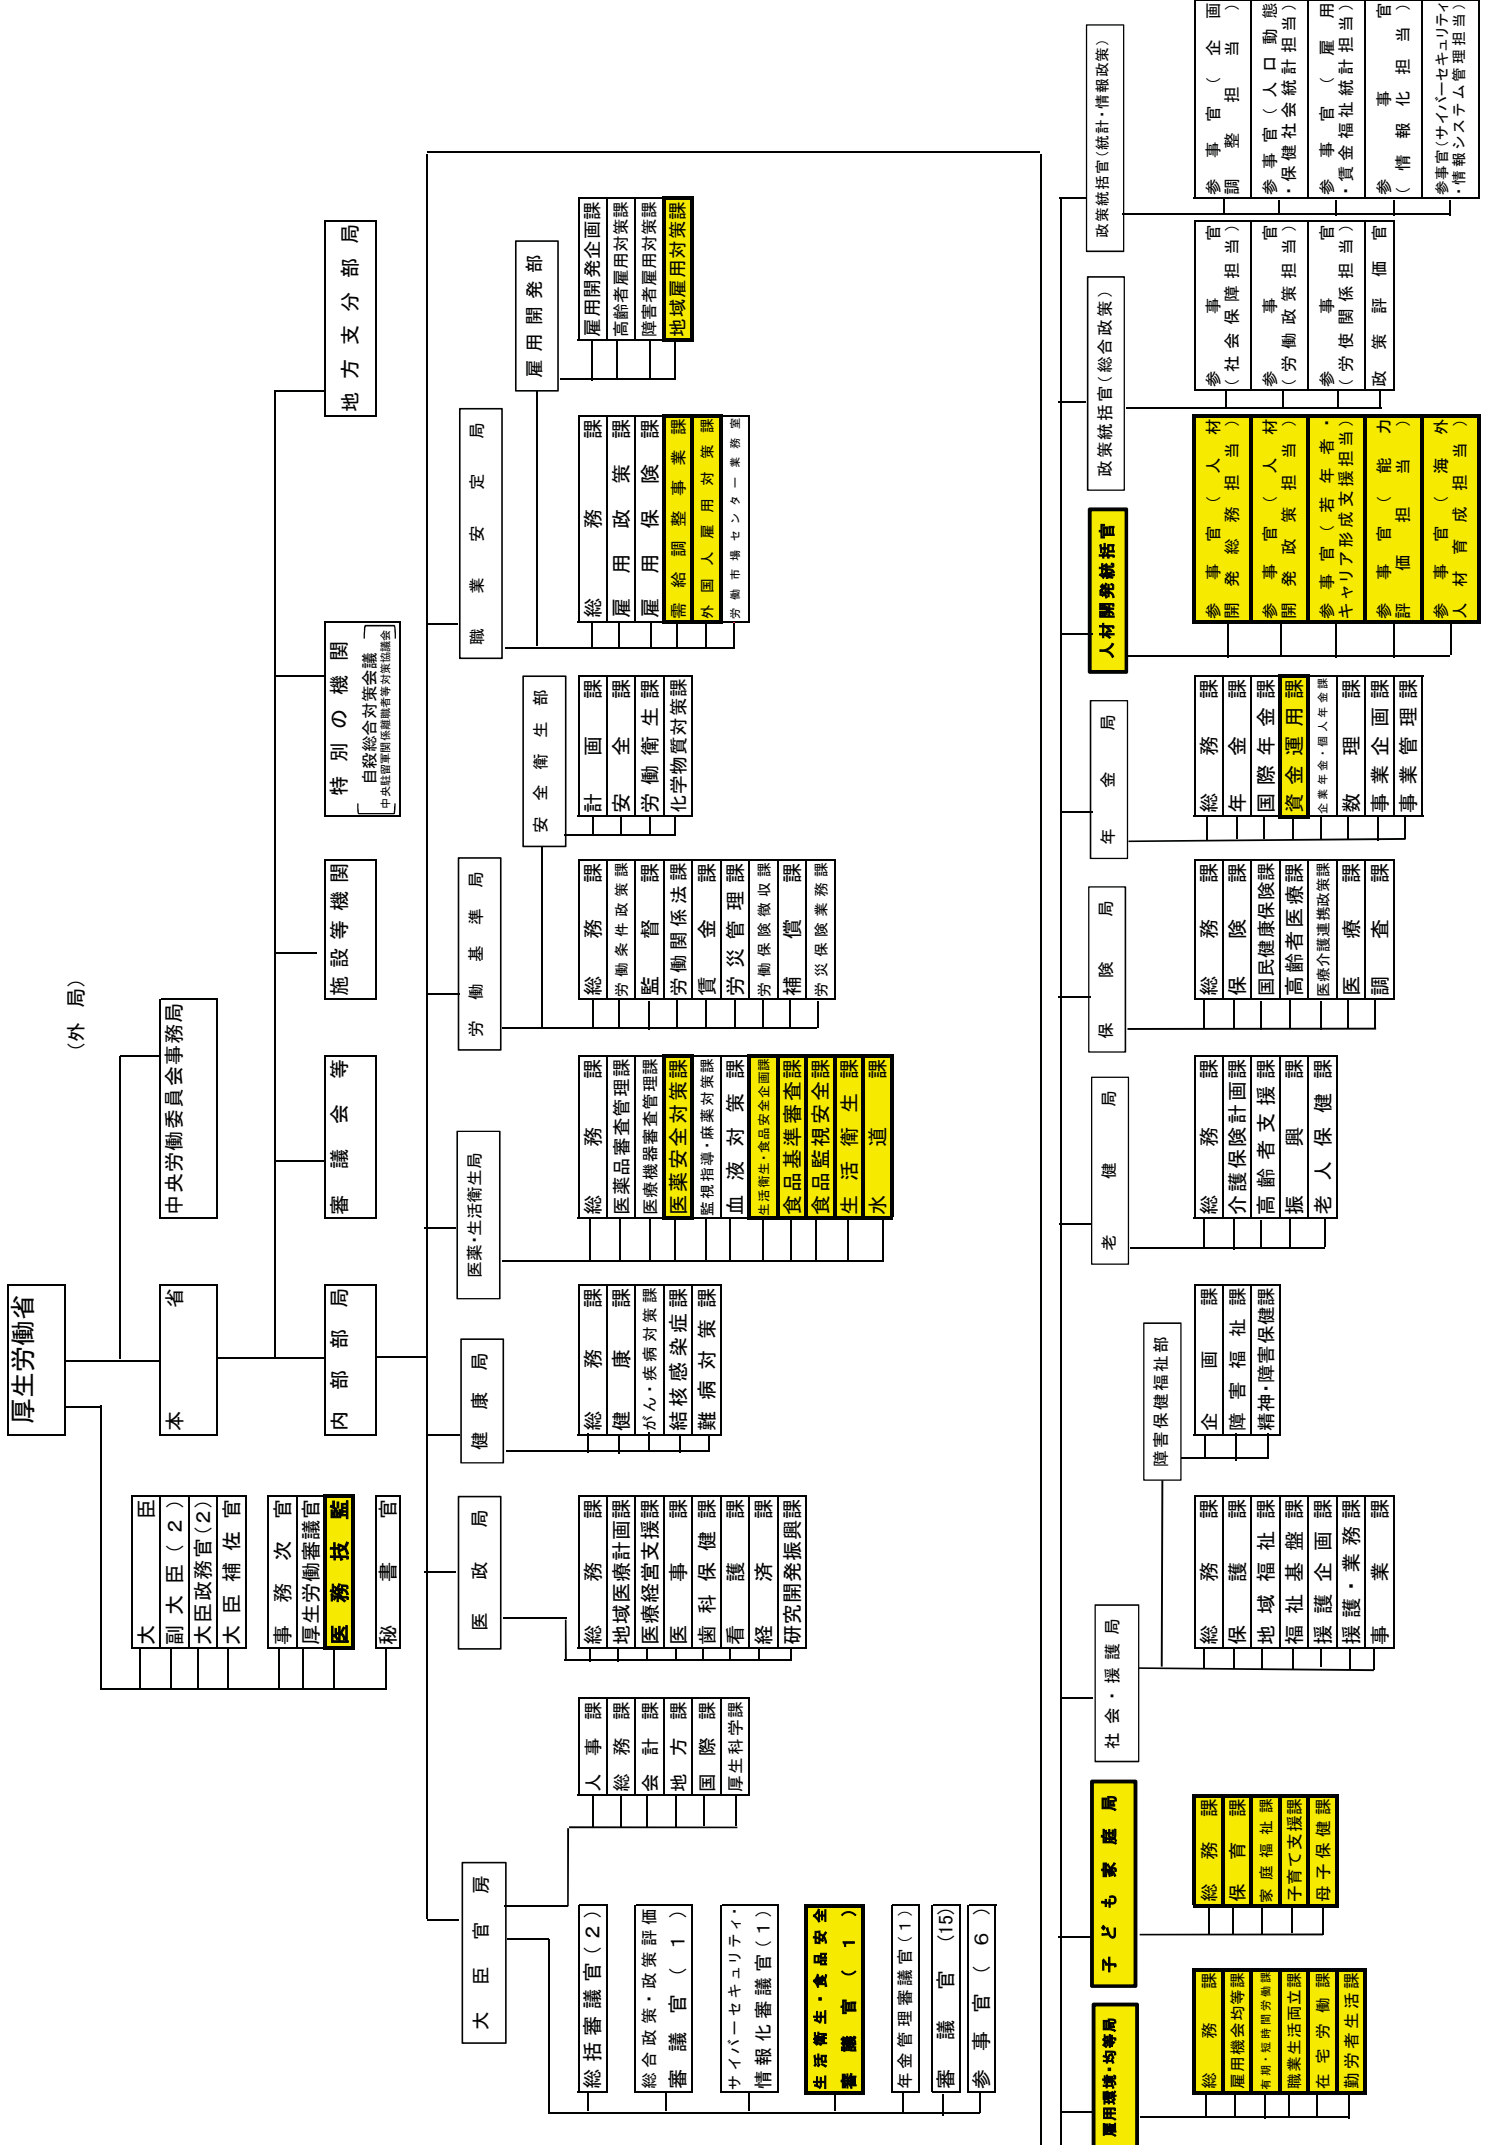 厚生労働省
（外　局）
大臣
副大臣（２）
大臣政務官（2）
大臣補佐官
事務次官
厚生労働審議官
医務技監
秘書官
本省
中央労働委員会事務局
内部部局
審議会等
施設等機関
特別の機関
自殺総合対策会議
中央駐留軍関係離職者等対策協議会
地方支分部局
大臣官房
総括審議官（２）
総合政策・政策評価
審議官（１）
サイバーセキュリティ・
情報化審議官（１）
生活衛生・食品安全
審議官（１）
年金管理審議官（１）
審議官（15）
参事官（６）
人事課
総務課
会計課
地方課
国際課
厚生科学課
医政局
総務課
地域医療計画課
医療経営支援課
医事課
歯科保健課
看護課
経済課
研究開発振興課
健康局
総務課
健康課
がん・疾病対策課
結核感染症課
難病対策課
医薬・生活衛生局
総務課
医薬品審査管理課
医療機器審査管理課
医薬安全対策課
監視指導・麻薬対策課
血液対策課
生活衛生・食品安全企画課
食品基準審査課
食品監視安全課
生活衛生課
水道課
労働基準局
総務課
労働条件政策課
監督課
労働関係法課
賃金課
労災管理課
労働保険徴収課
補償課
労災保険業務課
安全衛生部
計画課
安全課
労働衛生課
化学物質対策課
職業安定局
総務課
雇用政策課
雇用保険課
需給調整事業課
外国人雇用対策課
労働市場センター業務室
雇用開発部
雇用開発企画課
高齢者雇用対策課
障害者雇用対策課
地域雇用対策課
雇用環境・均等局
総務課
雇用機会均等課
有期・短時間労働課
職業生活両立課
在宅労働課
勤労者生活課
子ども家庭局
総務課
保育課
家庭福祉課
子育て支援課
母子保健課
社会・援護局
総務課
保護課
地域福祉課
福祉基盤課
援護企画課
援護・業務課
事業課
障害保健福祉部
企画課
障害福祉課
精神・障害保健課
老健局
総務課
介護保険計画課
高齢者支援課
振興課
老人保健課
保険局
総務課
保険課
国民健康保険課
高齢者医療課
医療介護連携政策課
医療課
調査課
年金局
総務課
年金課
国際年金課
資金運用課
企業年金・個人年金課
数理課
事業企画課
事業管理課
人材開発統括官
参事官（人材
開発総務担当）
参事官（人材
開発政策担当）
参事官（若年者・
キャリア形成支援担当）
参事官（能力
評価担当）
参事官（海外
人材育成担当）
政策統括官（総合政策）
参事官
（社会保障担当）
参事官
（労働政策担当）
参事官
（労使関係担当）
政策評価官
政策統括官（統計・情報政策）
参事官（企画
調整担当）
参事官（人口動態
・保健社会統計担当）
参事官（雇用
・賃金福祉統計担当）
参事官
（情報化担当）
参事官（サイバーセキュリティ
・情報システム管理担当）